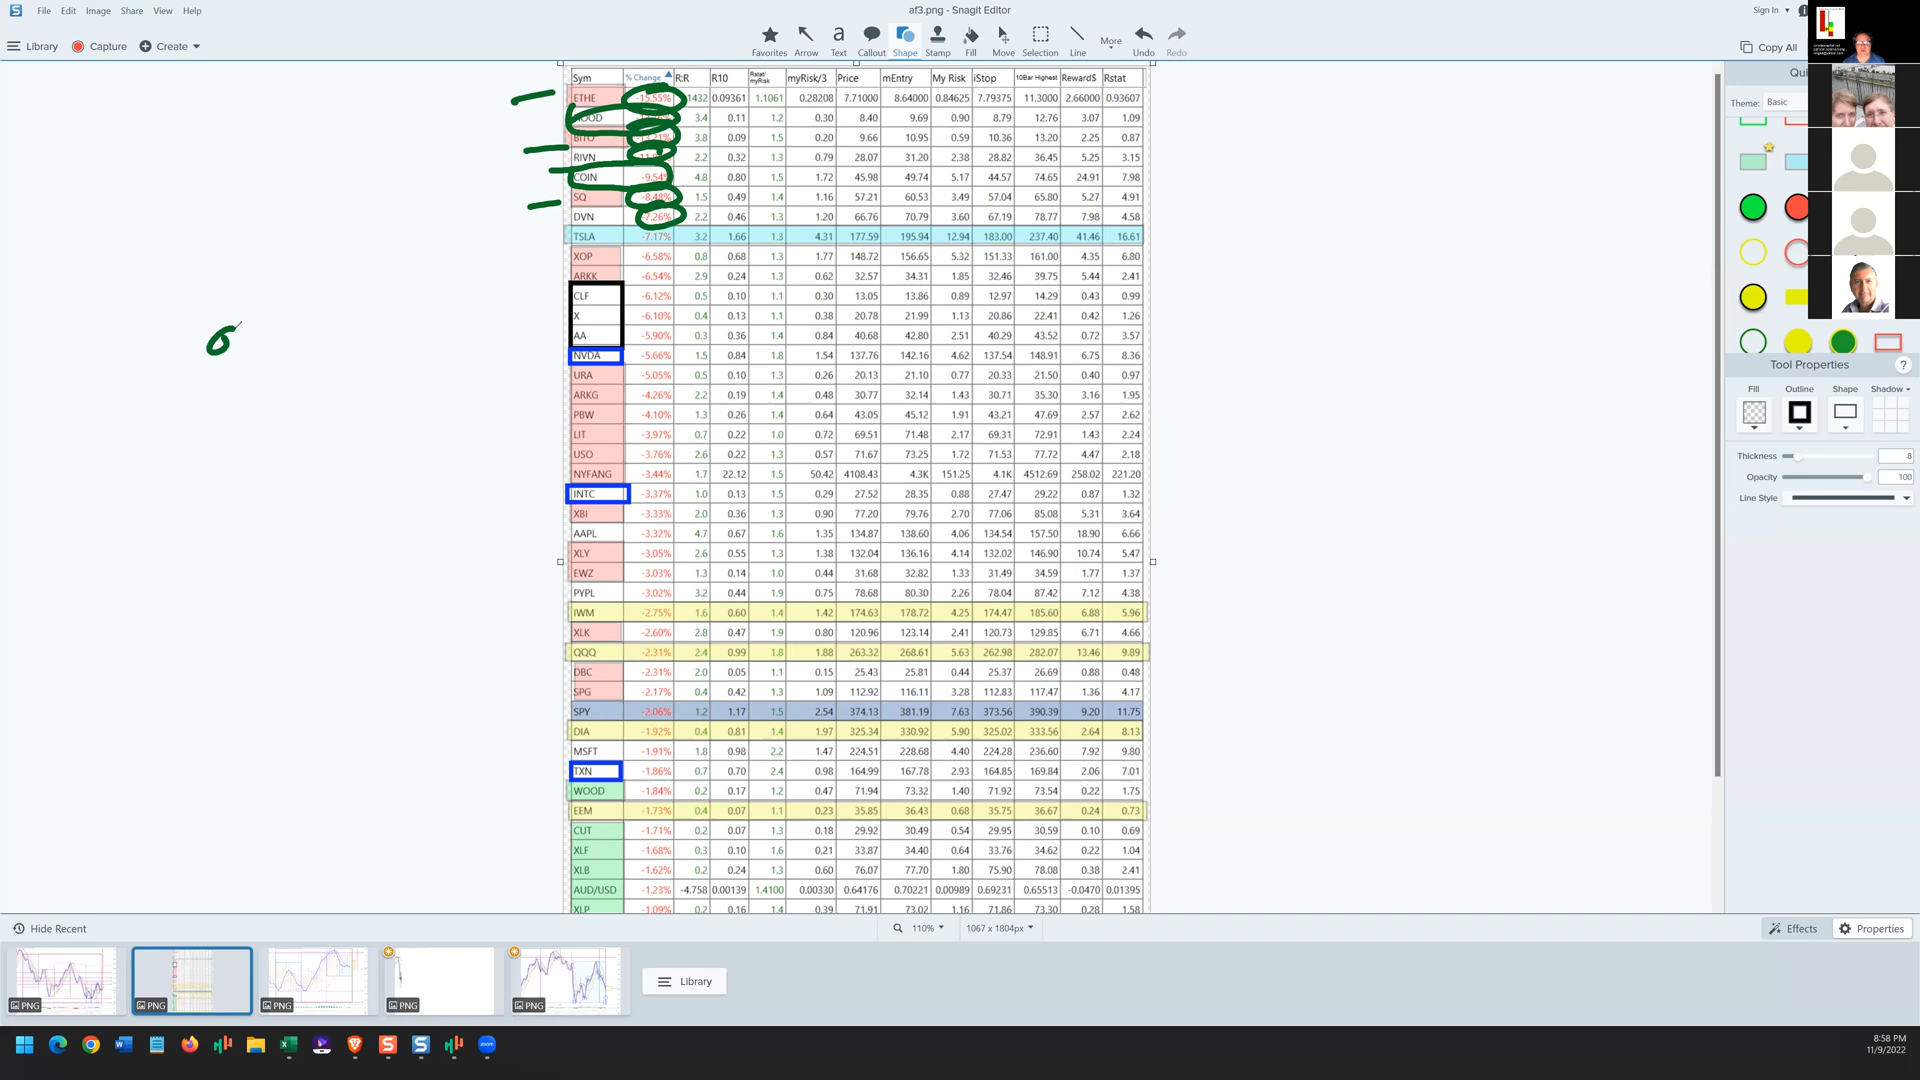 af3.png - Snagit Editor
File Edit Image Share View Help
Sign In
Library Capture Create
Favorites Arrow Text Callout Shape Stamp Fill Move Selection Line More Undo Redo
Copy All
Theme: Basic
Sym % Change R:R R10 Rstat/ myRisk myRisk/3 Price mEntry My Risk iStop 10Bar Highest Reward$ Rstat
ETHE -15.55% 1432 0.09361 1.1061 0.28208 7.71000 8.64000 0.84625 7.79375 11.3000 2.66000 0.93607
3.4 0.11 1.2 0.30 8.40 9.69 0.90 8.79 12.76 3.07 1.09
BITO 3.8 0.09 1.5 0.20 9.66 10.95 0.59 10.36 13.20 2.25 0.87
RIVN 2.2 0.32 1.3 0.79 28.07 31.20 2.38 28.82 36.45 5.25 3.15
COIN -9.54% 4.8 0.80 1.5 1.72 45.98 49.74 5.17 44.57 74.65 24.91 7.98
SQ -8.48% 1.5 0.49 1.4 1.16 57.21 60.53 3.49 57.04 65.80 5.27 4.91
DVN -7.26% 2.2 0.46 1.3 1.20 66.76 70.79 3.60 67.19 78.77 7.98 4.58
TSLA -7.17% 3.2 1.66 1.3 4.31 177.59 195.94 12.94 183.00 237.40 41.46 16.61
XOP -6.58% 0.8 0.68 1.3 1.77 148.72 156.65 5.32 151.33 161.00 4.35 6.80
ARKK -6.54% 2.9 0.24 1.3 0.62 32.57 34.31 1.85 32.46 39.75 5.44 2.41
CLF -6.12% 0.5 0.10 1.1 0.30 13.05 13.86 0.89 12.97 14.29 0.43 0.99
X -6.10% 0.4 0.13 1.1 0.38 20.78 21.99 1.13 20.86 22.41 0.42 1.26
AA -5.90% 0.3 0.36 1.4 0.84 40.68 42.80 2.51 40.29 43.52 0.72 3.57
NVDA -5.66% 1.5 0.84 1.8 1.54 137.76 142.16 4.62 137.54 148.91 6.75 8.36
URA -5.05% 0.5 0.10 1.3 0.26 20.13 21.10 0.77 20.33 21.50 0.40 0.97
ARKG -4.26% 2.2 0.19 1.4 0.48 30.77 32.14 1.43 30.71 35.30 3.16 1.95
PBW -4.10% 1.3 0.26 1.4 0.64 43.05 45.12 1.91 43.21 47.69 2.57 2.62
LIT -3.97% 0.7 0.22 1.0 0.72 69.51 71.48 2.17 69.31 72.91 1.43 2.24
USO -3.76% 2.6 0.22 1.3 0.57 71.67 73.25 1.72 71.53 77.72 4.47 2.18
NYFANG -3.44% 1.7 22.12 1.5 50.42 4108.43 4.3K 151.25 4.1K 4512.69 258.02 221.20
INTC -3.37% 1.0 0.13 1.5 0.29 27.52 28.35 0.88 27.47 29.22 0.87 1.32
XBI -3.33% 2.0 0.36 1.3 0.90 77.20 79.76 2.70 77.06 85.08 5.31 3.64
AAPL -3.32% 4.7 0.67 1.6 1.35 134.87 138.60 4.06 134.54 157.50 18.90 6.66
XLY -3.05% 2.6 0.55 1.3 1.38 132.04 136.16 4.14 132.02 146.90 10.74 5.47
EWZ -3.03% 1.3 0.14 1.0 0.44 31.68 32.82 1.33 31.49 34.59 1.77 1.37
PYPL -3.02% 3.2 0.44 1.9 0.75 78.68 80.30 2.26 78.04 87.42 7.12 4.38
IWM -2.75% 1.6 0.60 1.4 1.42 174.63 178.72 4.25 174.47 185.60 6.88 5.96
XLK -2.60% 2.8 0.47 1.9 0.80 120.96 123.14 2.41 120.73 129.85 6.71 4.66
QQQ -2.31% 2.4 0.99 1.8 1.88 263.32 268.61 5.63 262.98 282.07 13.46 9.89
DBC -2.31% 2.0 0.05 1.1 0.15 25.43 25.81 0.44 25.37 26.69 0.88 0.48
SPG -2.17% 0.4 0.42 1.3 1.09 112.92 116.11 3.28 112.83 117.47 1.36 4.17
SPY -2.06% 1.2 1.17 1.5 2.54 374.13 381.19 7.63 373.56 390.39 9.20 11.75
DIA -1.92% 0.4 0.81 1.4 1.97 325.34 330.92 5.90 325.02 333.56 2.64 8.13
MSFT -1.91% 1.8 0.98 2.2 1.47 224.51 228.68 4.40 224.28 236.60 7.92 9.80
TXN -1.86% 0.7 0.70 2.4 0.98 164.99 167.78 2.93 164.85 169.84 2.06 7.01
WOOD -1.84% 0.2 0.17 1.2 0.47 71.94 73.32 1.40 71.92 73.54 0.22 1.75
EEM -1.73% 0.4 0.07 1.1 0.23 35.85 36.43 0.68 35.75 36.67 0.24 0.73
CUT -1.71% 0.2 0.07 1.3 0.18 29.92 30.49 0.54 29.95 30.59 0.10 0.69
XLF -1.68% 0.3 0.10 1.6 0.21 33.87 34.40 0.64 33.76 34.62 0.22 1.04
XLB -1.62% 0.2 0.24 1.3 0.60 76.07 77.70 1.80 75.90 78.08 0.38 2.41
AUD/USD -1.23% -4.758 0.00139 1.4100 0.00330 0.64176 0.70221 0.00989 0.69231 0.65513 -0.0470 0.01395
XLP -1.09% 0.2 0.16 1.4 0.39 71.91 73.02 1.16 71.86 73.30 0.28 1.58
Tool Properties ?
Fill Outline Shape Shadow
Thickness 8
Opacity 100
Line Style
Hide Recent
110% 1067 x 1804px
Effects Properties
PNG PNG PNG PNG PNG
Library
8:58 PM
11/9/2022